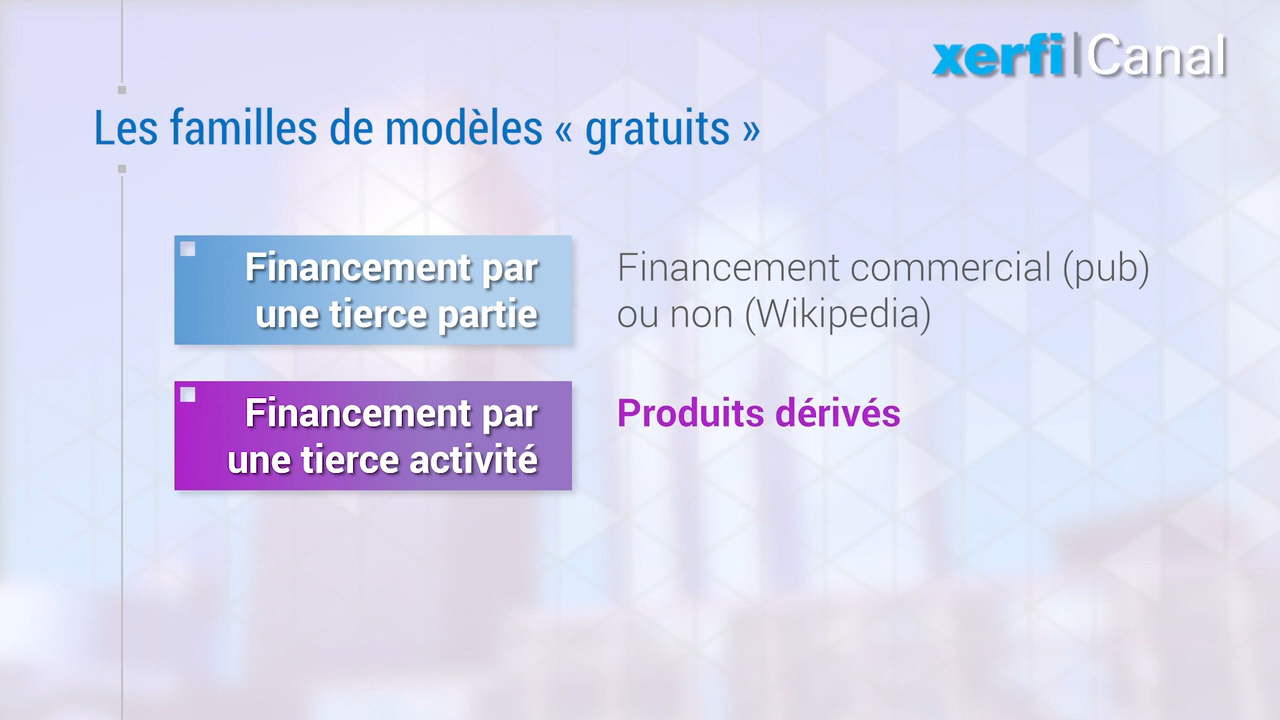 xerfi|Canal
Les familles de modèles « gratuits »
Financement par
une tierce partie
Financement commercial (pub)
ou non (Wikipedia)
Financement par
une tierce activité
Produits dérivés